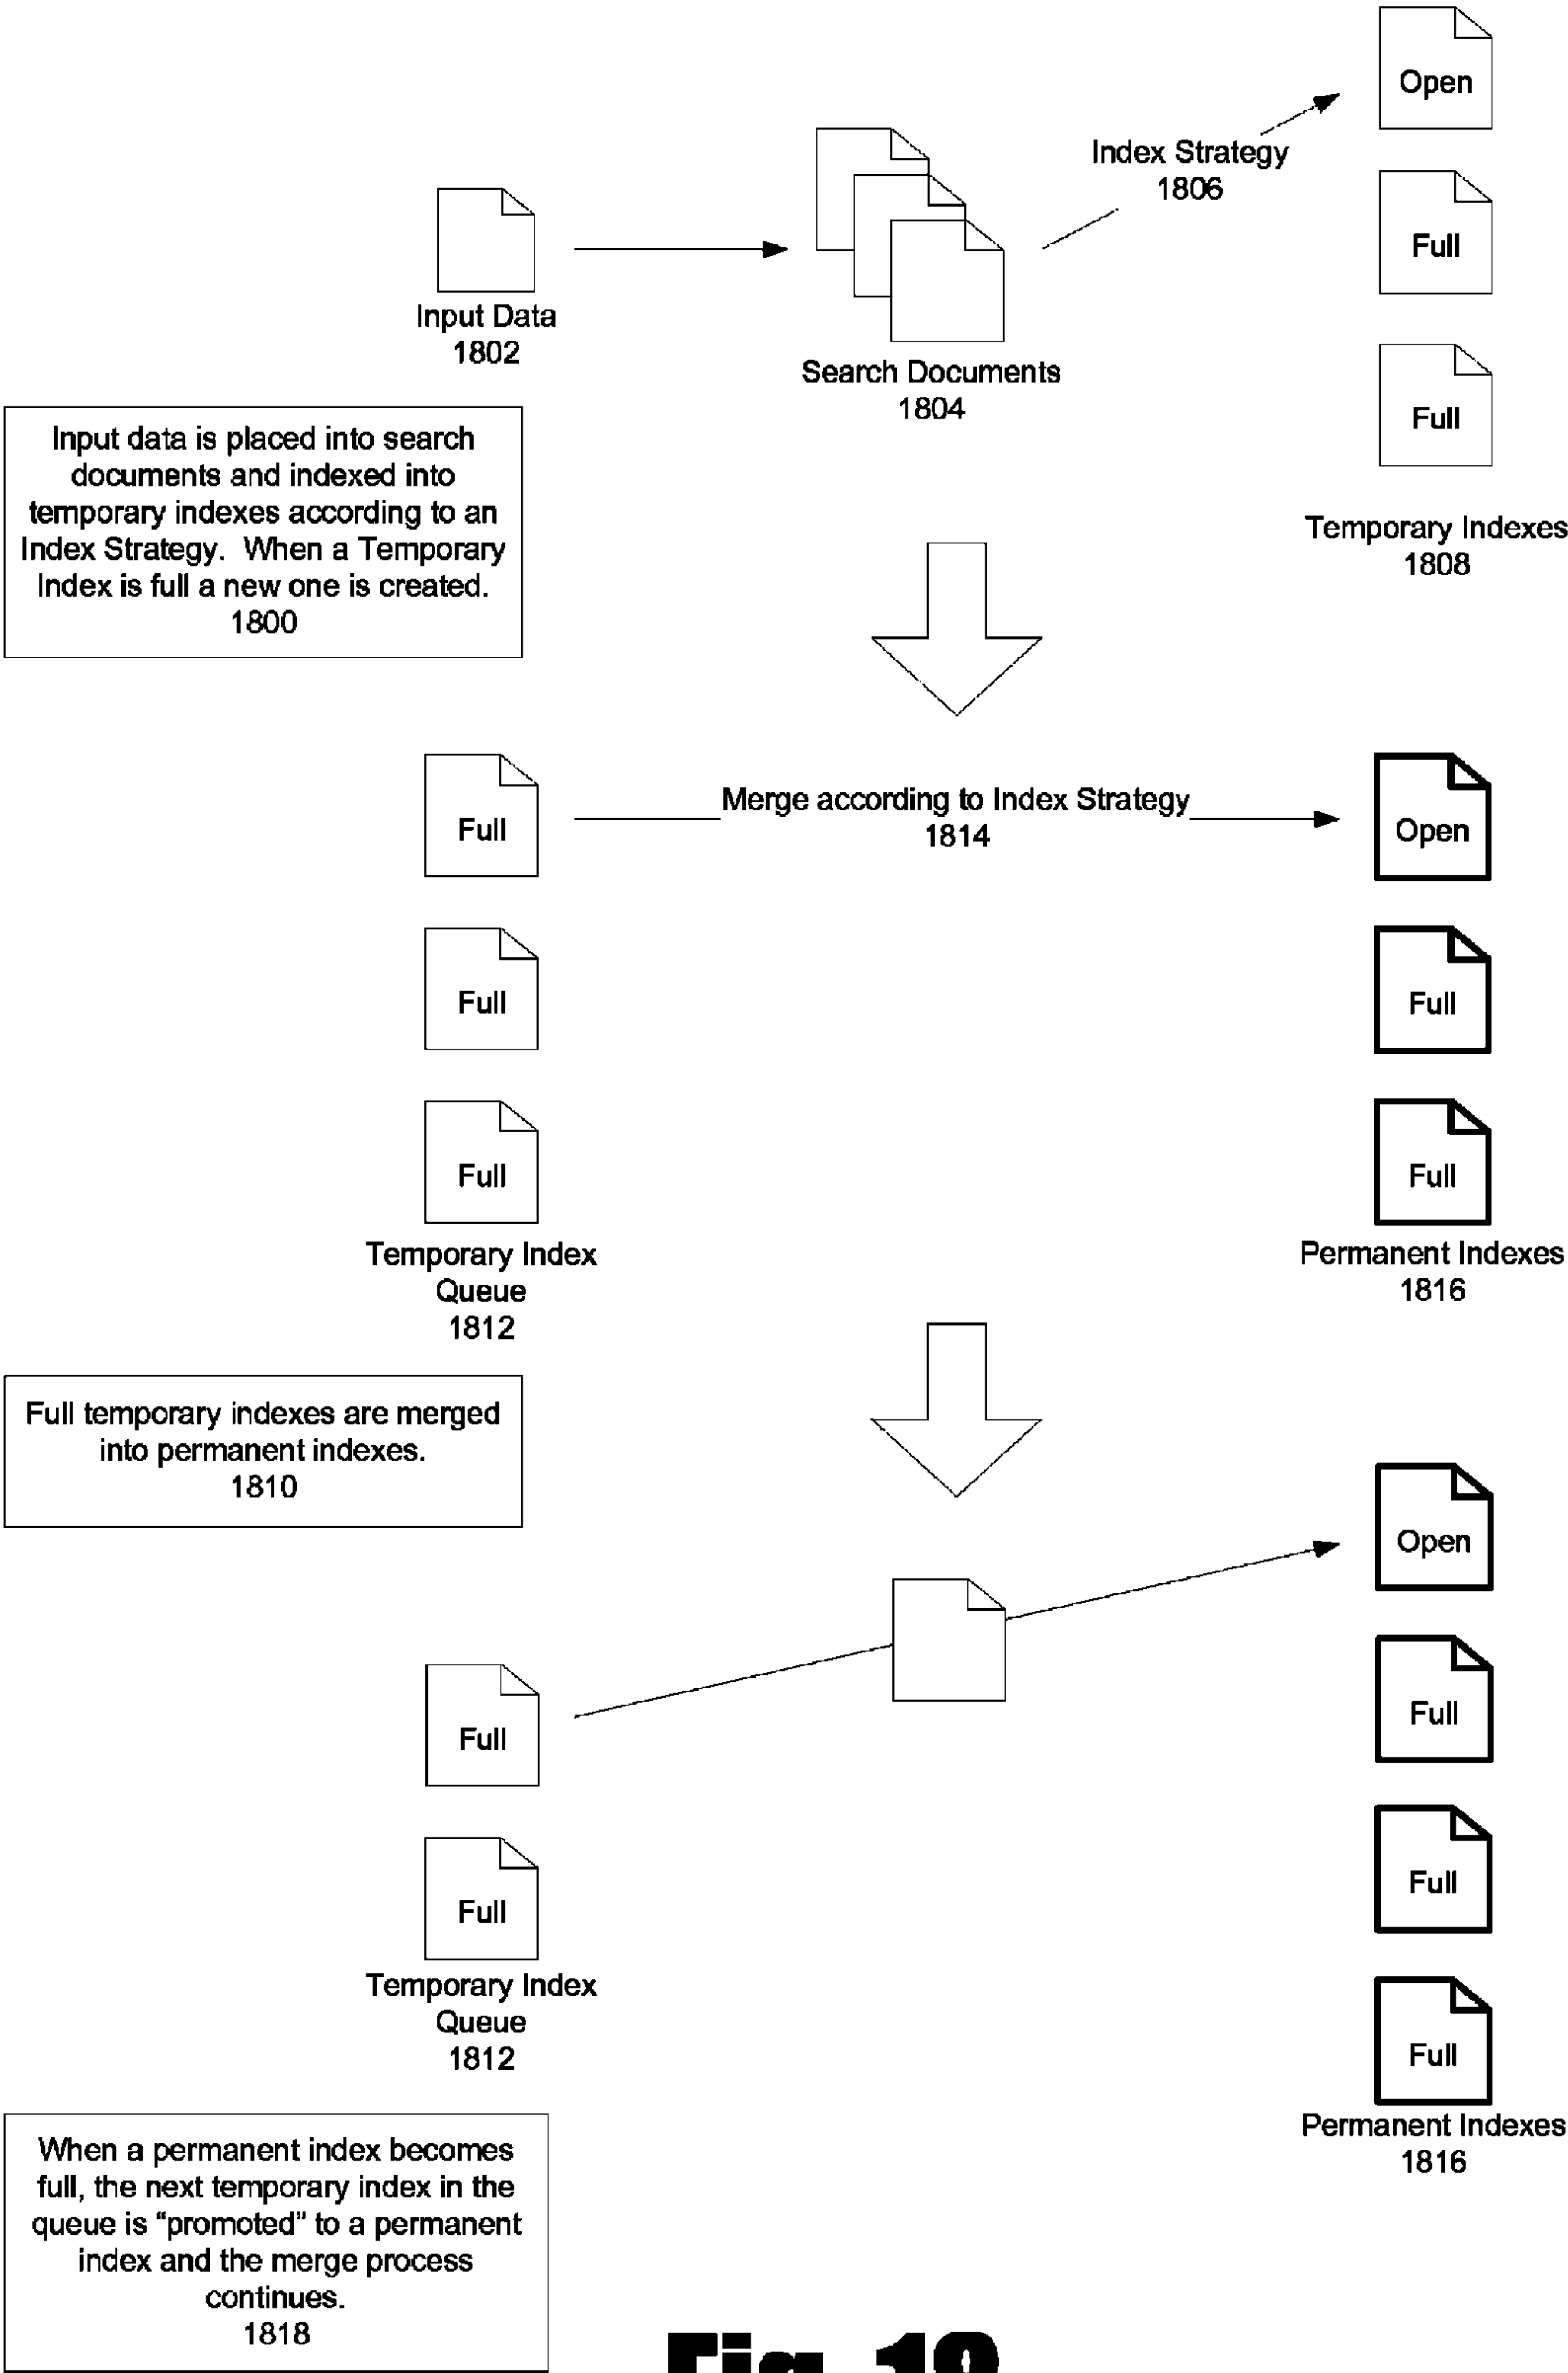 Open
Index Strategy
1806
Full
Input Data
1802
Search Documents
1804
Full
Temporary Indexes
1808
Input data is placed into search
documents and indexed into
temporary indexes according to an
Index Strategy. When a Temporary
Index is full a new one is created.
1800
Full
Merge according to Index Strategy
1814
Open
Full
Full
Full
Full
Temporary Index
Queue
1812
Permanent Indexes
1816
Full temporary indexes are merged
into permanent indexes.
1810
Open
Full
Full
Full
Full
Temporary Index
Queue
1812
Full
Permanent Indexes
1816
When a permanent index becomes
full, the next temporary index in the
queue is “promoted” to a permanent
index and the merge process
continues.
1818